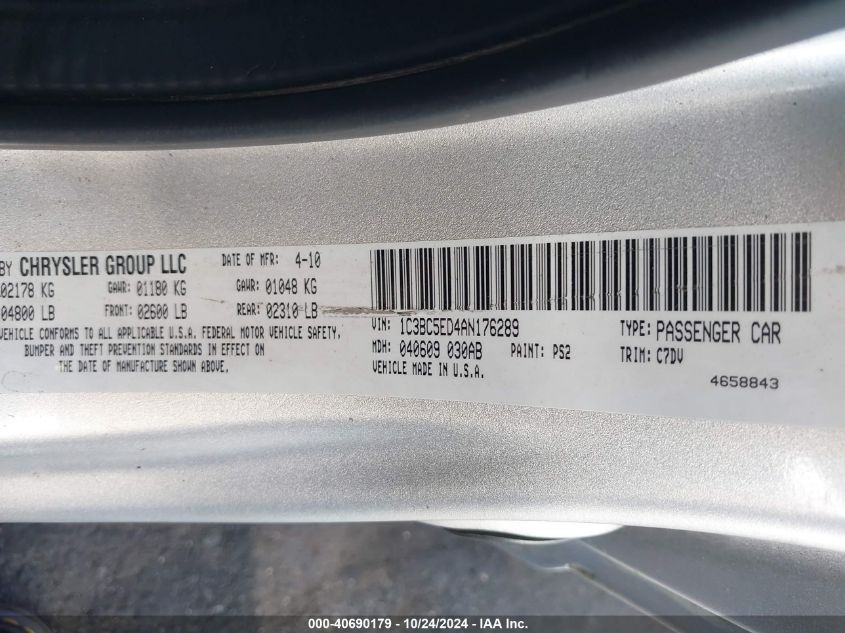 BY CHRYSLER GROUP LLC DATE OF MFR: 4-10
02178 KG GAWR: 01180 KG GAWR: 01048 KG
04800 LB FRONT: 02600 LB REAR: 02310 LB
VEHICLE CONFORMS TO ALL APPLICABLE U.S.A. FEDERAL MOTOR VEHICLE SAFETY,
BUMPER AND THEFT PREVENTION STANDARDS IN EFFECT ON
THE DATE OF MANUFACTURE SHOWN ABOVE.
VIN: 1C3BC5ED4AN176289 TYPE: PASSENGER CAR
MDH: 040609 030AB PAINT: PS2 TRIM: C7DV
VEHICLE MADE IN U.S.A.
4658843
000-40690179 - 10/24/2024 - IAA Inc.